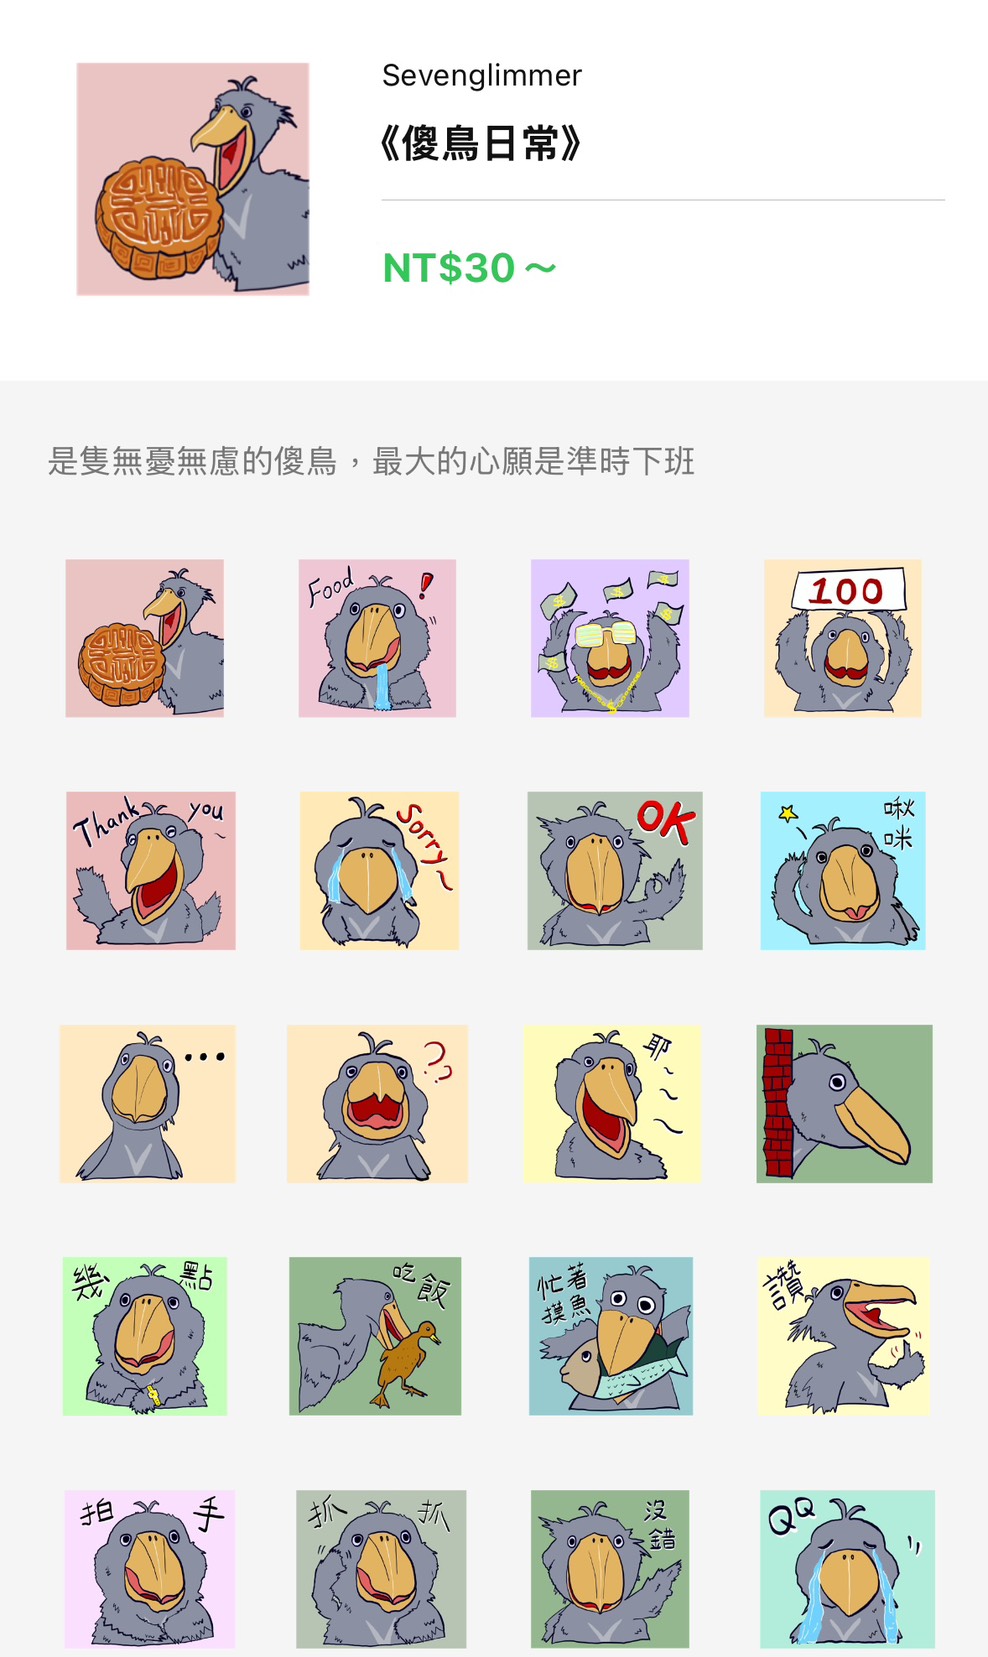 Sevenglimmer
《傻鳥日常》
NT$30～
是隻無憂無慮的傻鳥，最大的心願是準時下班
Food !
100
Thank you~
Sorry~
OK
啾
咪
...
??
耶~~~
幾點
吃飯
忙著
摸魚
讚
拍手
抓 抓
沒
錯
QQ